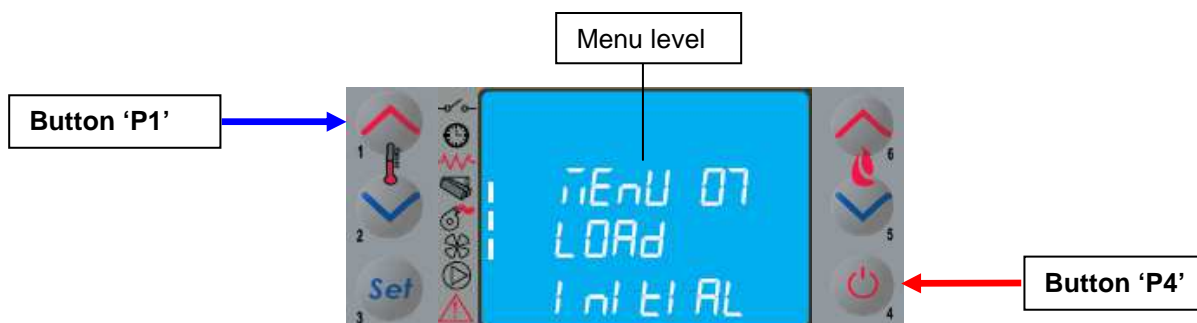 Menu level
Button ‘P1’
1
2
Set
3
MEnU 07
LOAd
InItIAL
6
5
4
Button ‘P4’